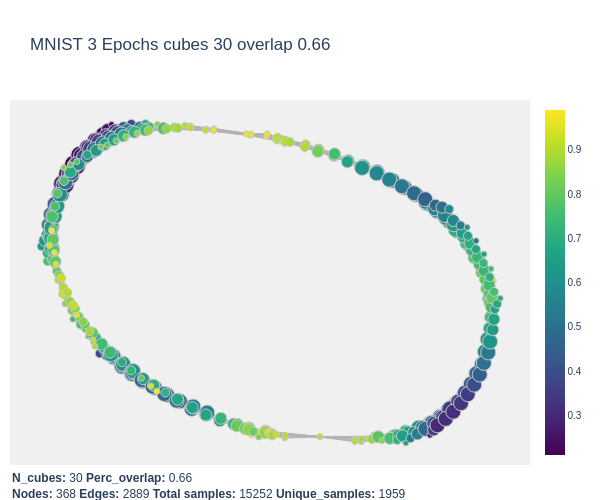 MNIST 3 Epochs cubes 30 overlap 0.66
0.9
0.8
0.7
0.6
0.5
0.4
0.3
N_cubes: 30 Perc_overlap: 0.66
Nodes: 368 Edges: 2889 Total samples: 15252 Unique_samples: 1959